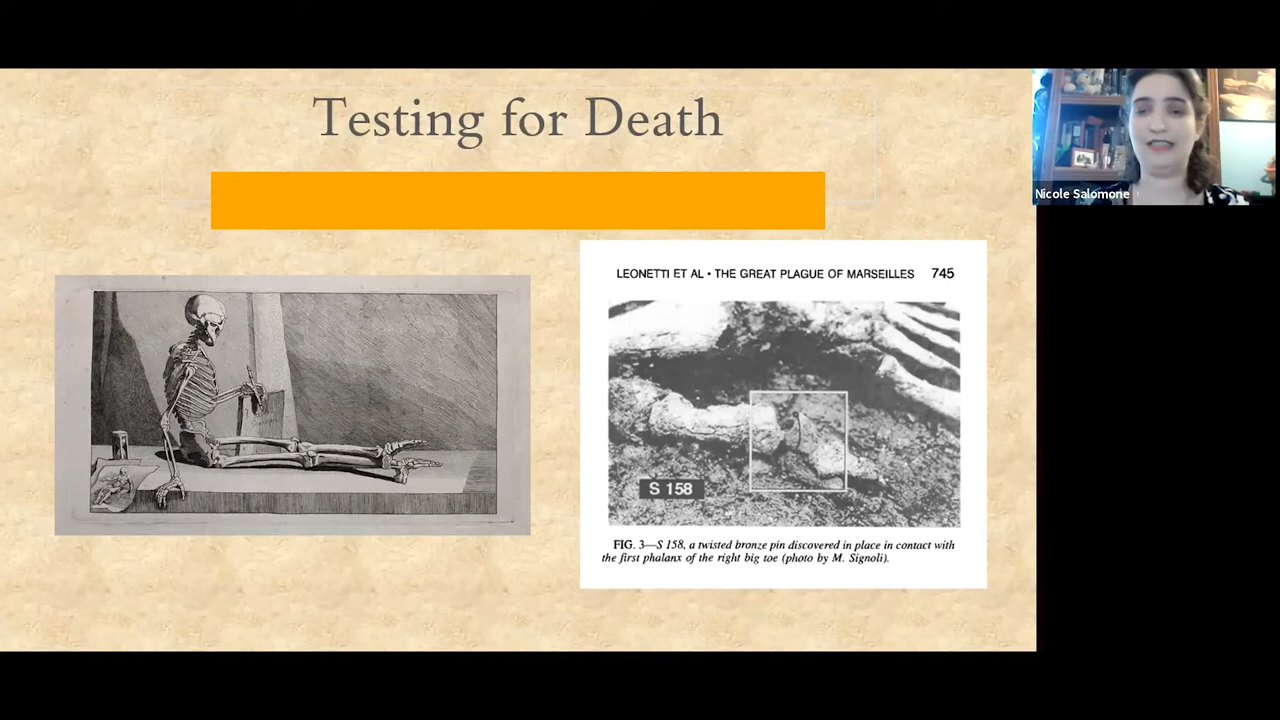 Testing for Death
Nicole Salomone
LEONETTI ET AL • THE GREAT PLAGUE OF MARSEILLES 745
S 158
FIG. 3—S 158, a twisted bronze pin discovered in place in contact with
the first phalanx of the right big toe (photo by M. Signoli).